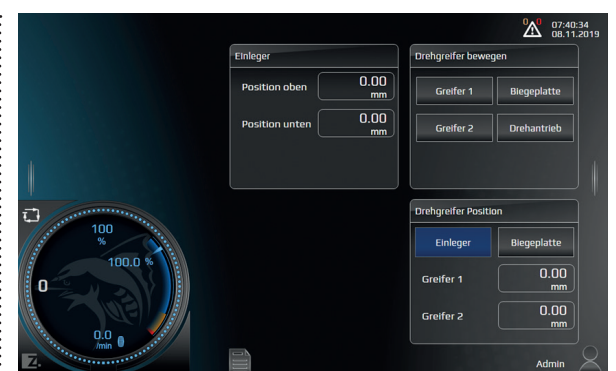 0 0
07:40:34
08.11.2019
Einleger
Position oben 0.00 mm
Position unten 0.00 mm
Drehgreifer bewegen
Greifer 1 Biegeplatte
Greifer 2 Drehantrieb
Drehgreifer Position
Einleger Biegeplatte
Greifer 1 0.00 mm
Greifer 2 0.00 mm
100
%
100.0 %
0
0.0
/min
Z.
Admin